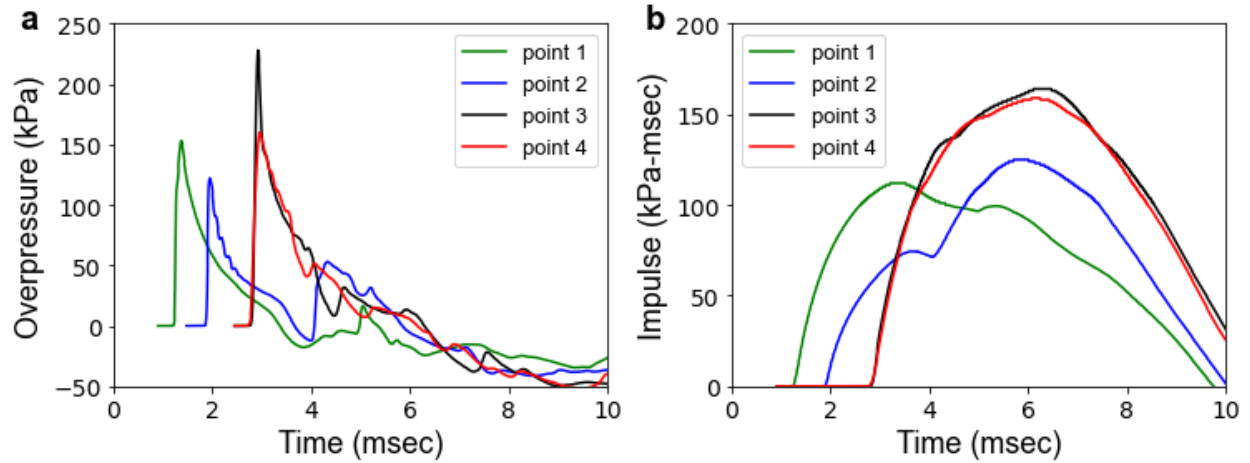 a
250
200
150
100
50
0
−50
Overpressure (kPa)
0 2 4 6 8 10
Time (msec)
point 1
point 2
point 3
point 4
b
200
150
100
50
0
Impulse (kPa-msec)
0 2 4 6 8 10
Time (msec)
point 1
point 2
point 3
point 4